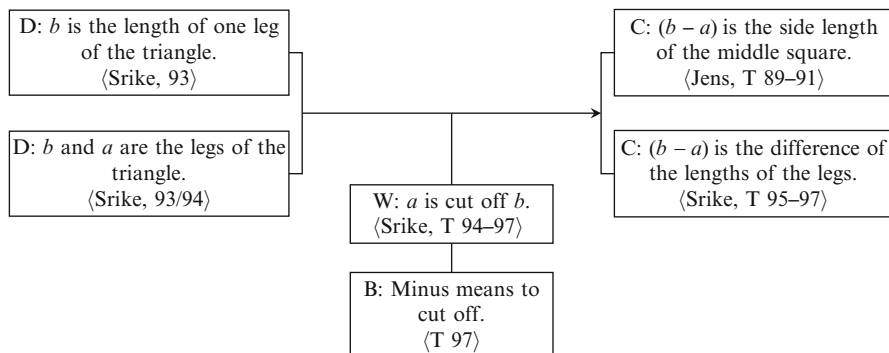 D: b is the length of one leg
of the triangle.
⟨Srike, 93⟩
D: b and a are the legs of the
triangle.
⟨Srike, 93/94⟩
W: a is cut off b.
⟨Srike, T 94–97⟩
B: Minus means to
cut off.
⟨T 97⟩
C: (b – a) is the side length
of the middle square.
⟨Jens, T 89–91⟩
C: (b – a) is the difference of
the lengths of the legs.
⟨Srike, T 95–97⟩